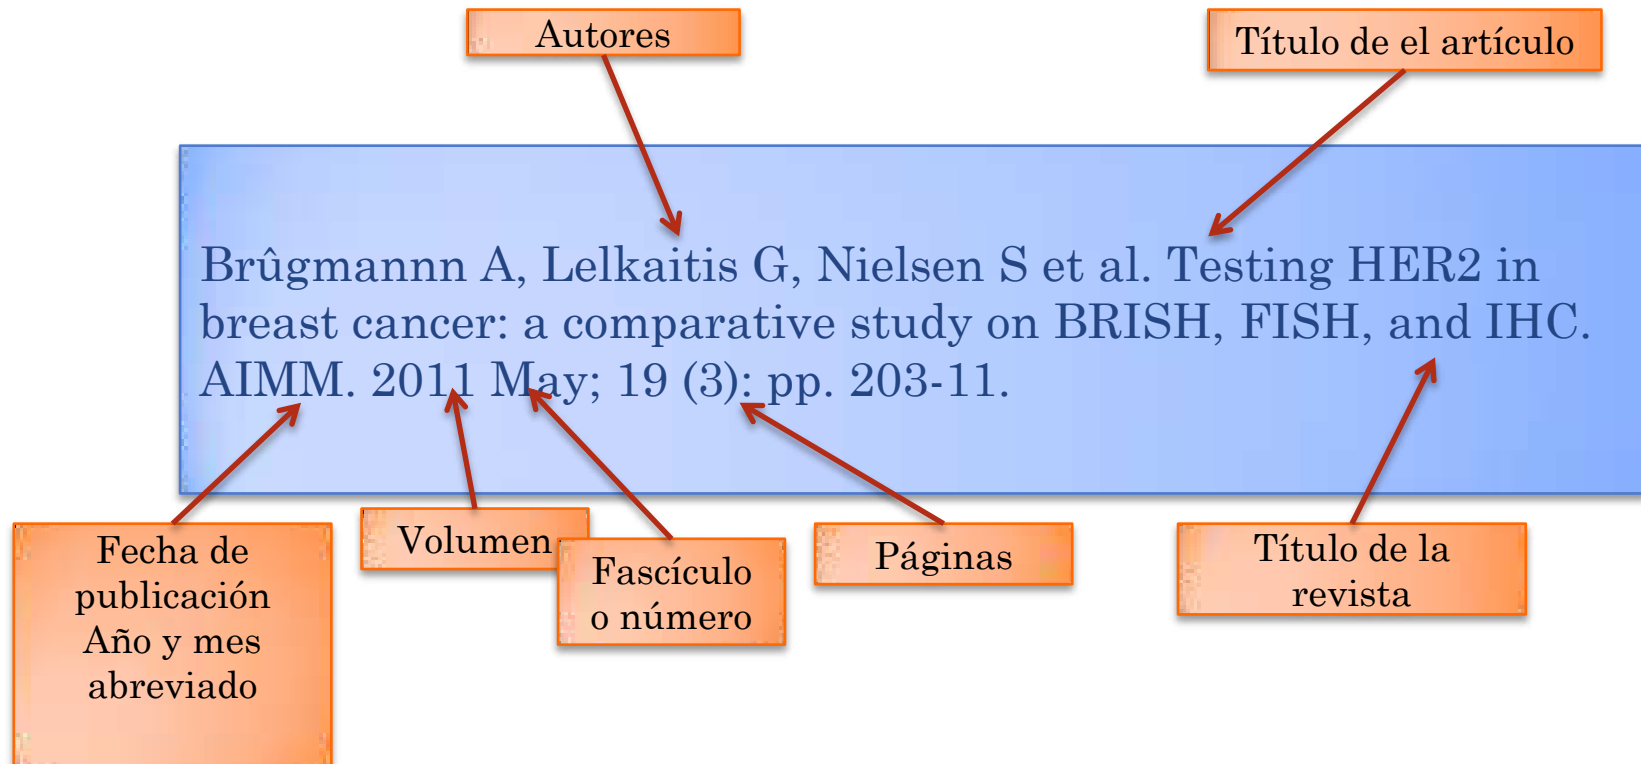 Autores
Título de el artículo
Brûgmannn A, Lelkaitis G, Nielsen S et al. Testing HER2 in
breast cancer: a comparative study on BRISH, FISH, and IHC.
AIMM. 2011 May; 19 (3): pp. 203-11.
Fecha de
publicación
Año y mes
abreviado
Volumen
Fascículo
o número
Páginas
Título de la
revista